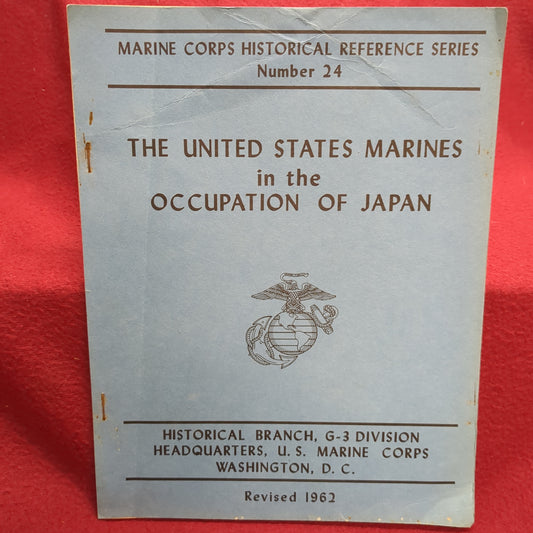 MARINE CORPS HISTORICAL REFERENCE SERIES
Number 24
THE UNITED STATES MARINES
in the
OCCUPATION OF JAPAN
HISTORICAL BRANCH, G-3 DIVISION
HEADQUARTERS, U. S. MARINE CORPS
WASHINGTON, D. C.
Revised 1962